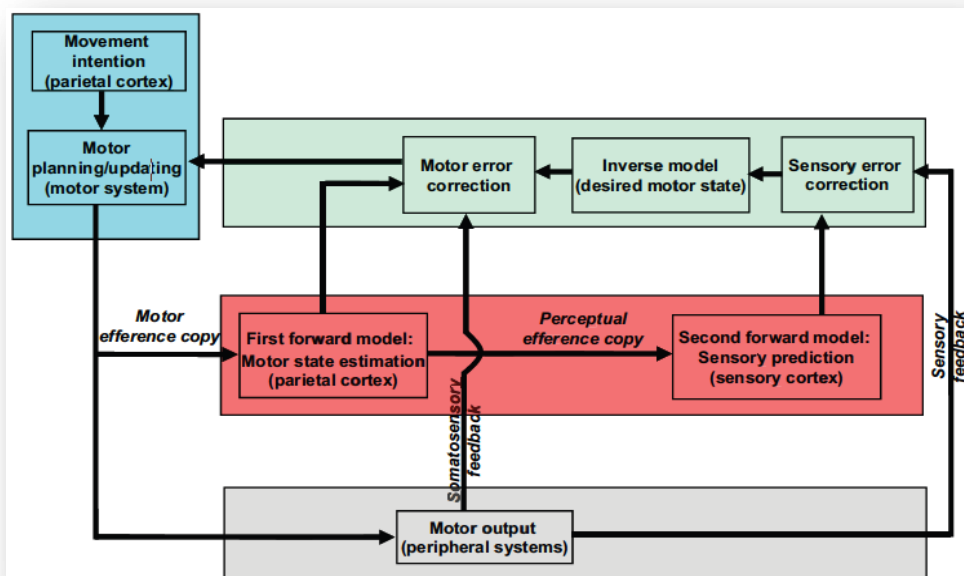 Movement
intention
(parietal cortex)
Motor
planning/updating
(motor system)
Motor error
correction
Inverse model
(desired motor state)
Sensory error
correction
Motor
efference copy
First forward model:
Motor state estimation
(parietal cortex)
Perceptual
efference copy
Second forward model:
Sensory prediction
(sensory cortex)
Somatosensory
feedback
Sensory
feedback
Motor output
(peripheral systems)